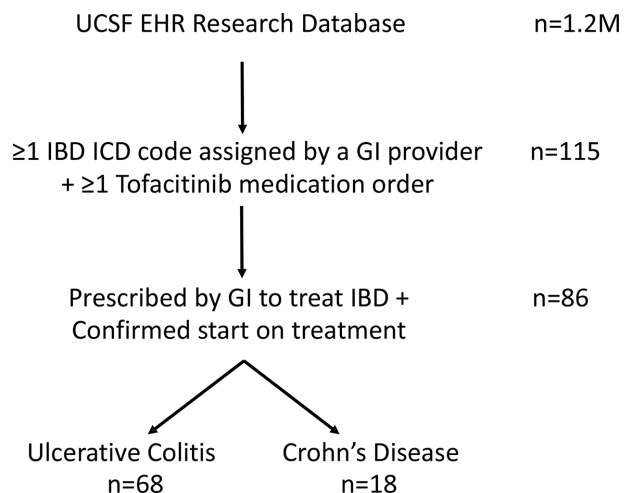 UCSF EHR Research Database n=1.2M
≥1 IBD ICD code assigned by a GI provider n=115
+ ≥1 Tofacitinib medication order
Prescribed by GI to treat IBD + n=86
Confirmed start on treatment
Ulcerative Colitis Crohn’s Disease
n=68 n=18